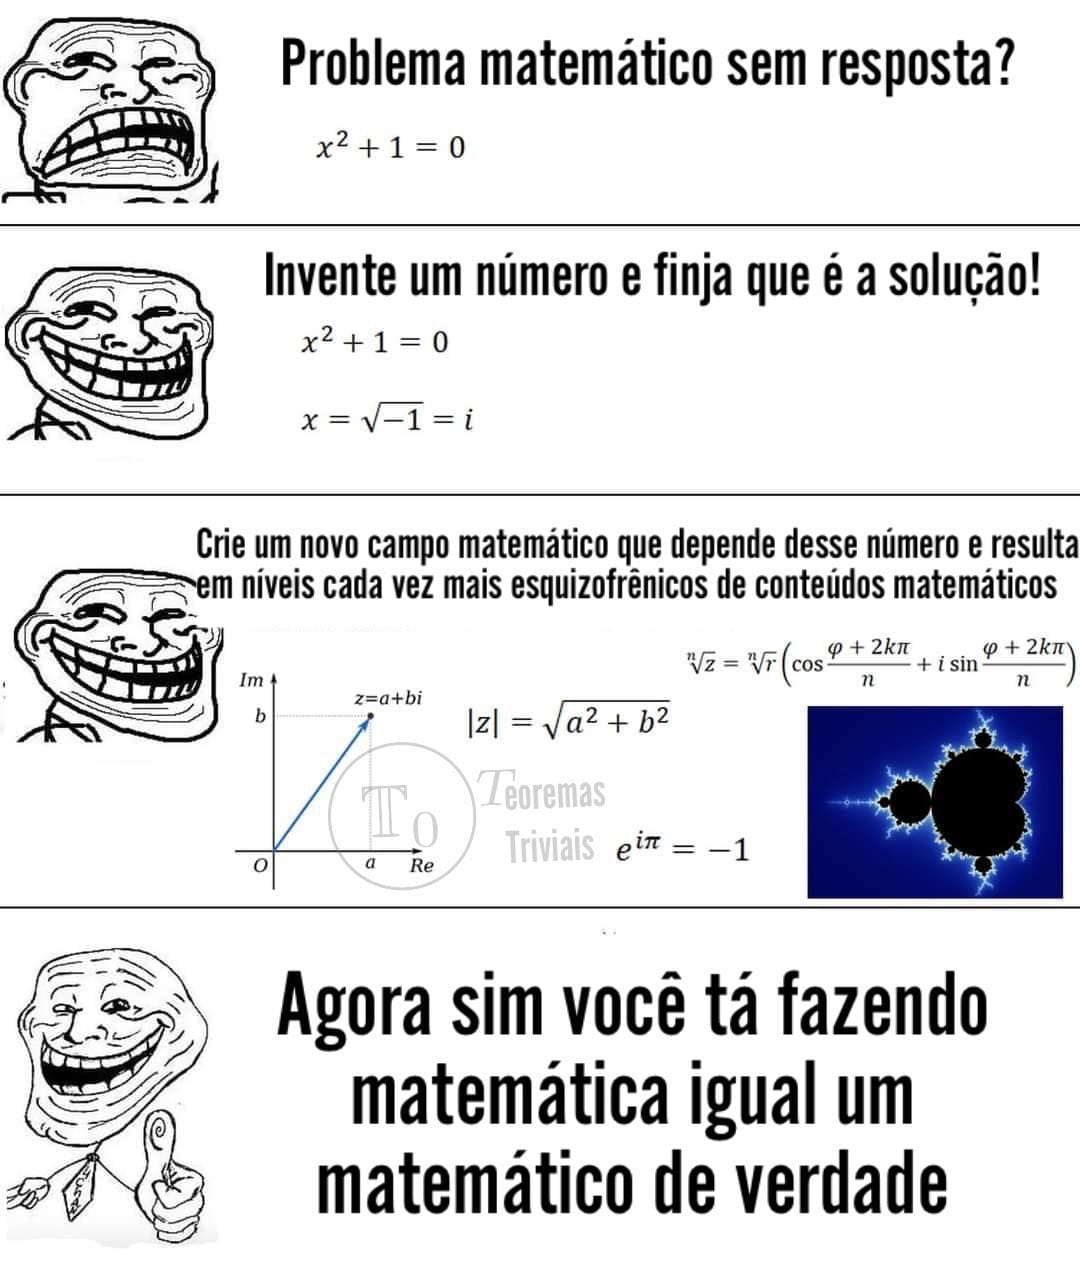 Problema matemático sem resposta?
x² + 1 = 0
Invente um número e finja que é a solução!
x² + 1 = 0
x = √−1 = i
Crie um novo campo matemático que depende desse número e resulta
em níveis cada vez mais esquizofrênicos de conteúdos matemáticos
ⁿ√z = ⁿ√r (cos (φ + 2kπ)/n + i sin (φ + 2kπ)/n)
Im
b
z=a+bi
|z| = √a² + b²
T₀
Teoremas
Triviais
e^{iπ} = −1
O
a
Re
Agora sim você tá fazendo
matemática igual um
matemático de verdade